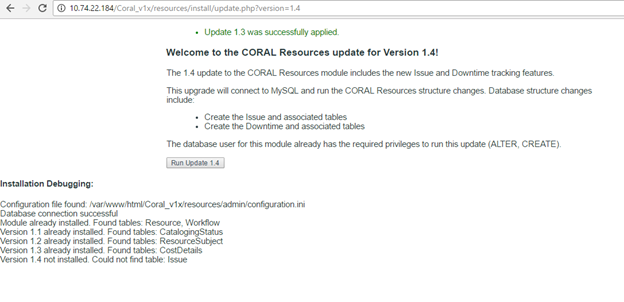 10.74.22.184/Coral_v1x/resources/install/update.php?version=1.4
• Update 1.3 was successfully applied.
Welcome to the CORAL Resources update for Version 1.4!
The 1.4 update to the CORAL Resources module includes the new Issue and Downtime tracking features.
This upgrade will connect to MySQL and run the CORAL Resources structure changes. Database structure changes
include:
• Create the Issue and associated tables
• Create the Downtime and associated tables
The database user for this module already has the required privileges to run this update (ALTER, CREATE).
Run Update 1.4
Installation Debugging:
Configuration file found: /var/www/html/Coral_v1x/resources/admin/configuration.ini
Database connection successful
Module already installed. Found tables: Resource, Workflow
Version 1.1 already installed. Found tables: CatalogingStatus
Version 1.2 already installed. Found tables: ResourceSubject
Version 1.3 already installed. Found tables: CostDetails
Version 1.4 not installed. Could not find table: Issue